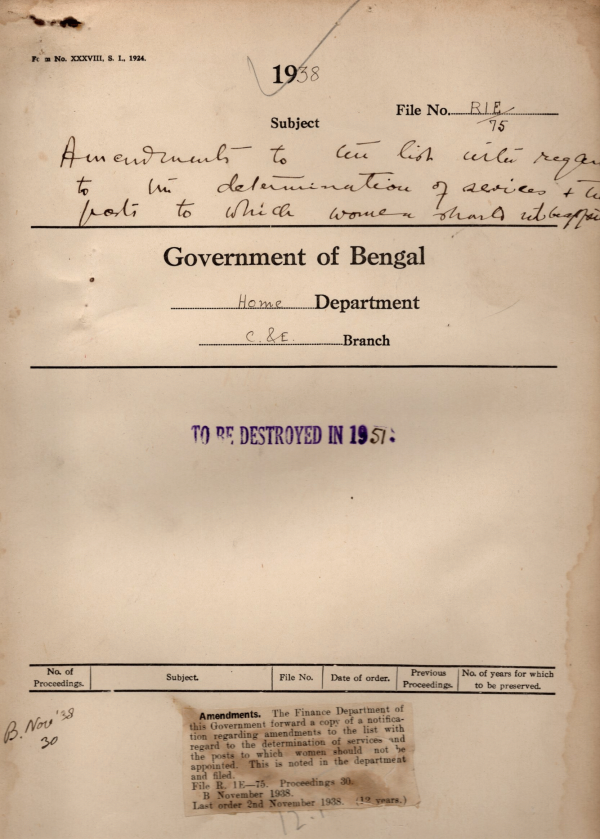 Form No. XXXVIII, S. I., 1924.
1938
File No. R1E/75
Subject
Amendments to the list with regar
to the determination of services + the
posts to which women should not be appoi
Government of Bengal
Home Department
C. & E. Branch
TO BE DESTROYED IN 1951:
No. of Proceedings. Subject. File No. Date of order. Previous Proceedings. No. of years for which to be preserved.
B. Nov '38
30
Amendments. The Finance Department of
this Government forward a copy of a notifica-
tion regarding amendments to the list with
regard to the determination of services and
the posts to which women should not be
appointed. This is noted in the department
and filed.
File R. 1E—75. Proceedings 30.
B November 1938.
Last order 2nd November 1938. (12 years.)